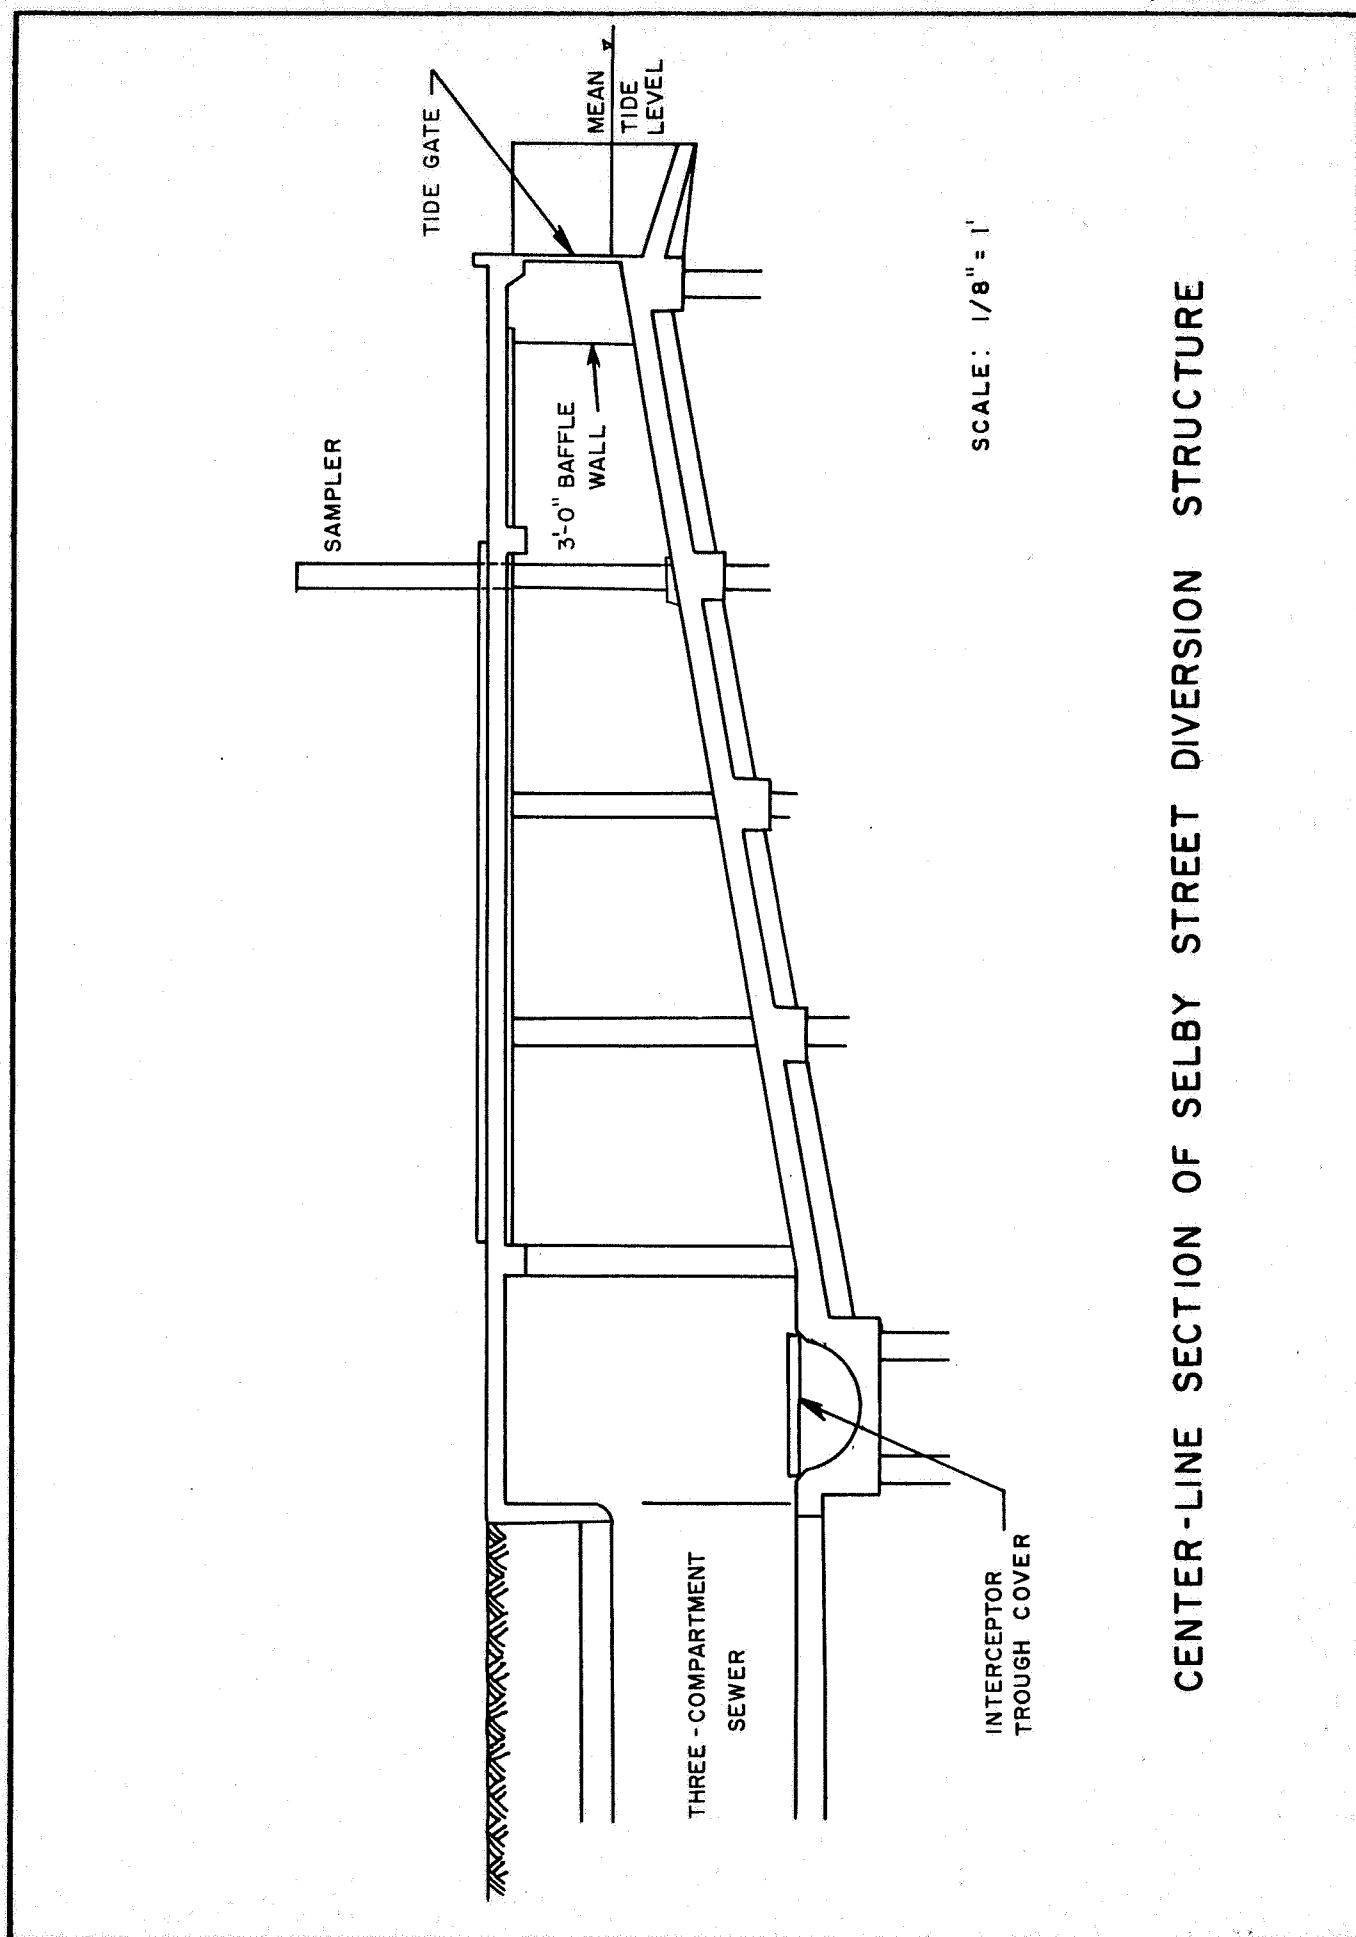 TIDE GATE
MEAN
TIDE
LEVEL
SAMPLER
3'-0" BAFFLE
WALL
SCALE: 1/8" = 1'
THREE-COMPARTMENT
SEWER
INTERCEPTOR
TROUGH COVER
CENTER-LINE SECTION OF SELBY STREET DIVERSION STRUCTURE